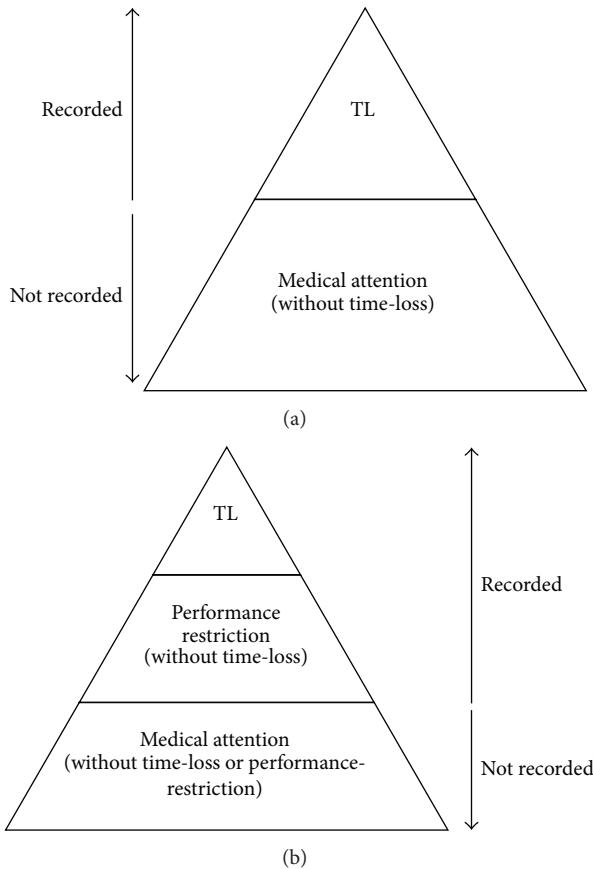 Recorded
TL
Not recorded
Medical attention
(without time-loss)
(a)
TL
Recorded
Performance
restriction
(without time-loss)
Medical attention
(without time-loss or performance-
restriction)
Not recorded
(b)